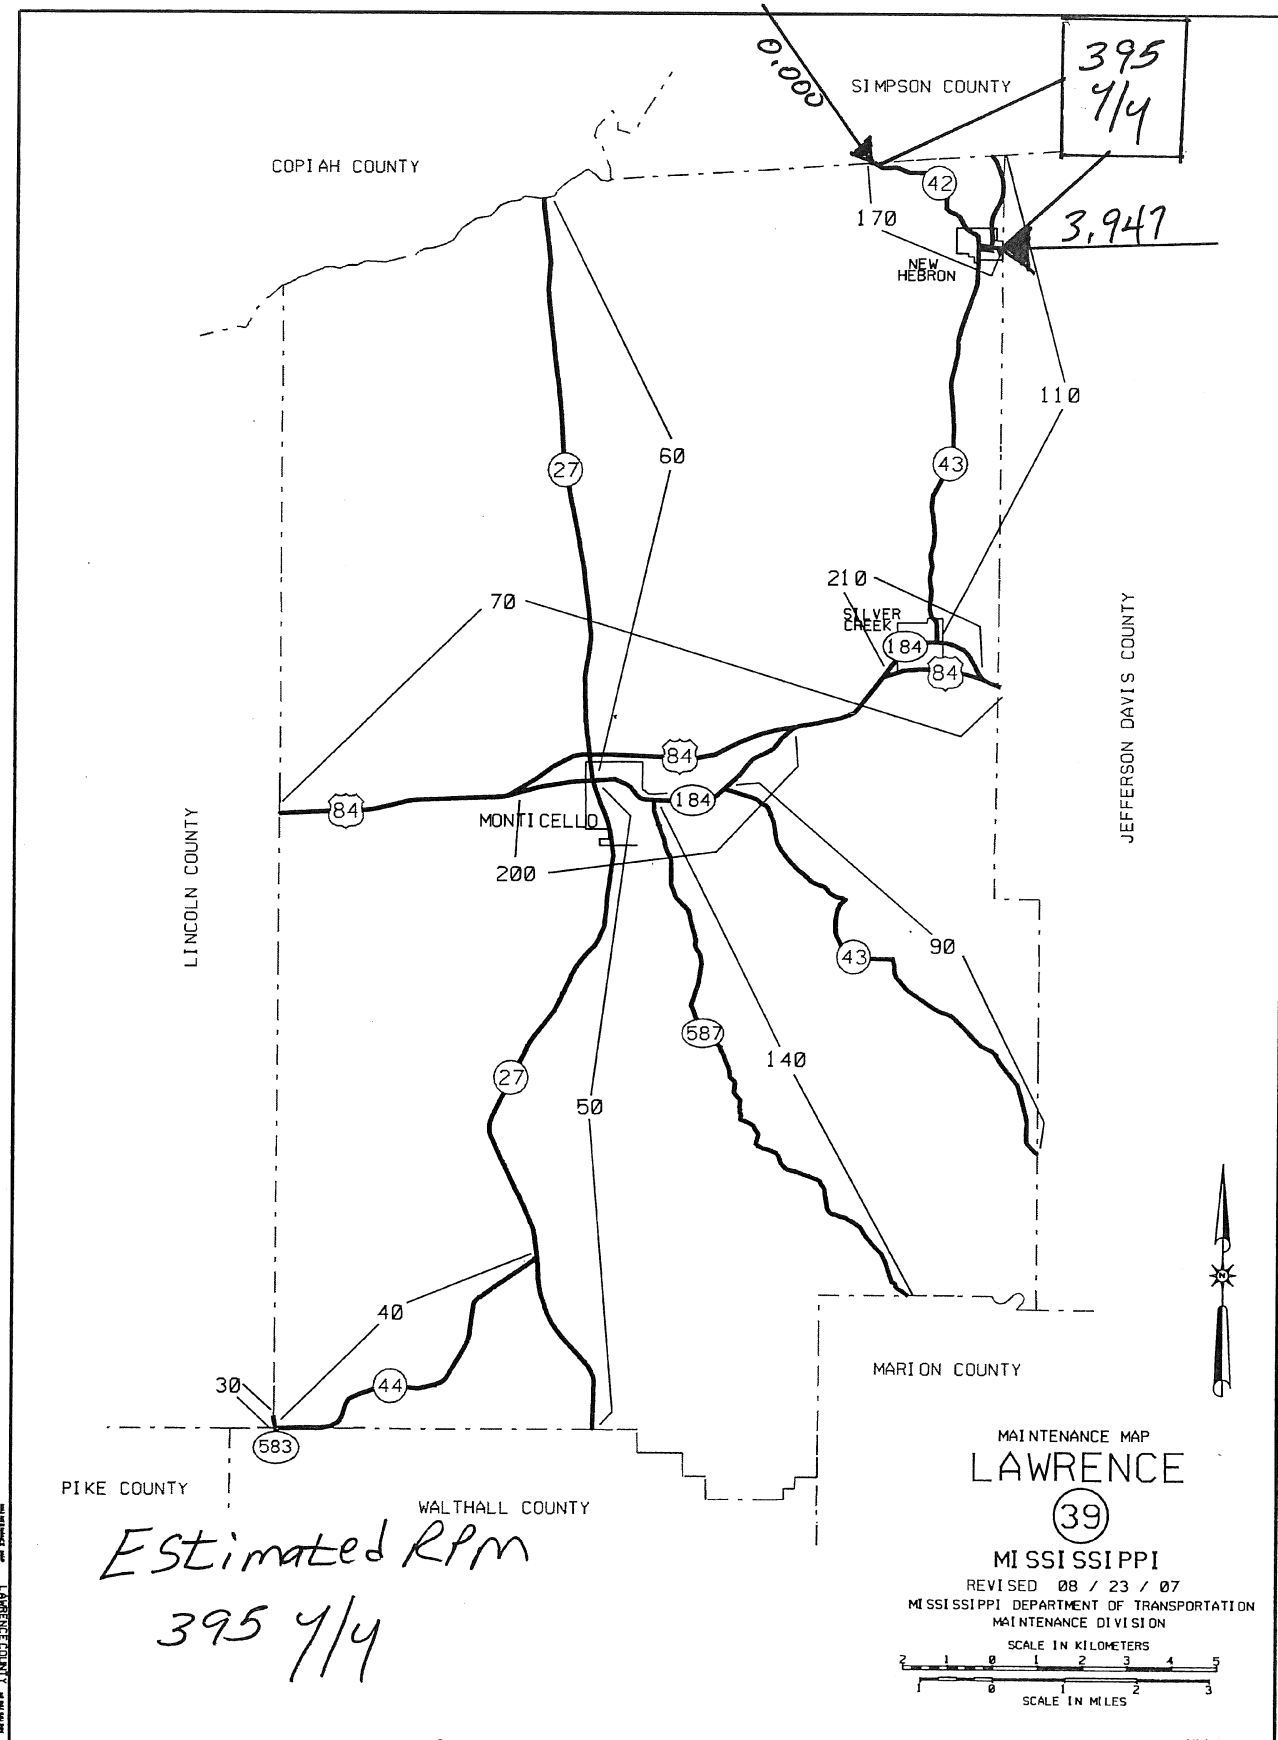 0.000
SIMPSON COUNTY
395
Y/Y
COPIAH COUNTY
42
170
3.947
NEW
HEBRON
110
60
27
43
210
70
SILVER
CREEK
184
84
JEFFERSON DAVIS COUNTY
84
84
184
MONTICELLO
200
LINCOLN COUNTY
90
43
587
140
27
50
40
30
44
583
MARION COUNTY
PIKE COUNTY
WALTHALL COUNTY
N
MAINTENANCE MAP
LAWRENCE
39
MISSISSIPPI
REVISED 08 / 23 / 07
MISSISSIPPI DEPARTMENT OF TRANSPORTATION
MAINTENANCE DIVISION
SCALE IN KILOMETERS
2 1 0 1 2 3 4 5
1 0 1 2 3
SCALE IN MILES
Estimated RPM
395 Y/Y
LAWRENCE COUNTY